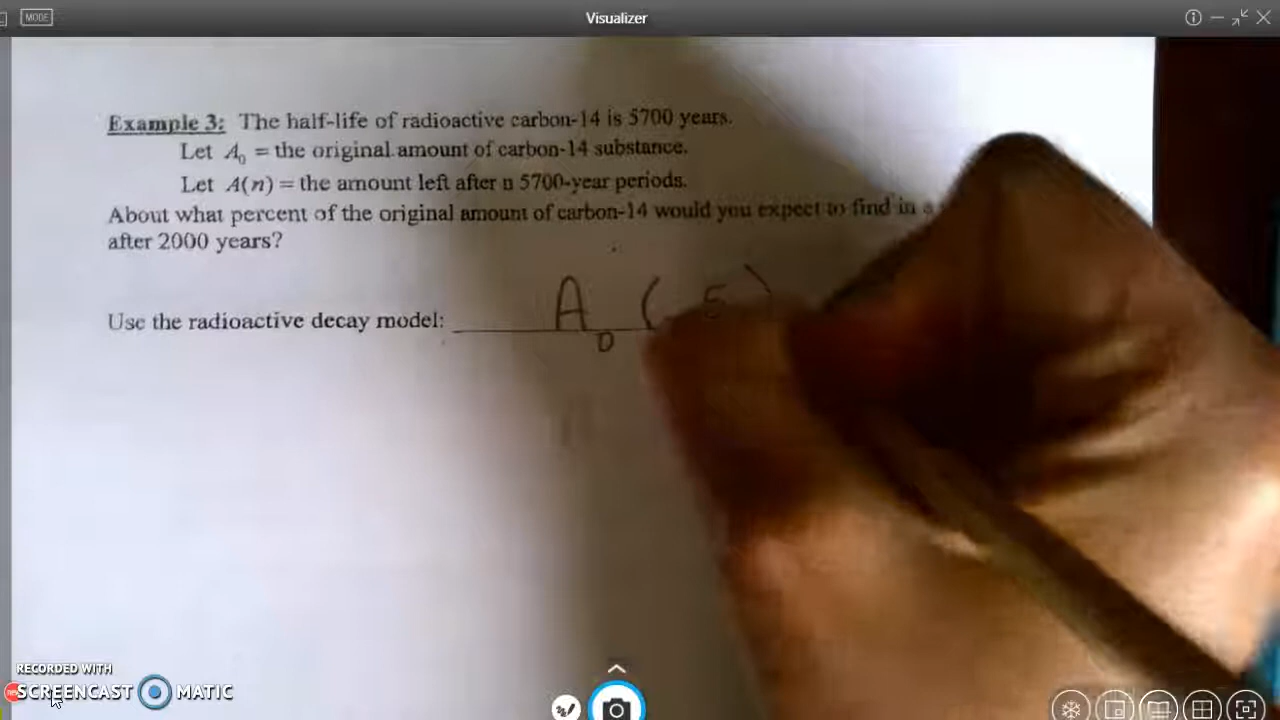 MODE
Visualizer
Example 3: The half-life of radioactive carbon-14 is 5700 years.
Let A₀ = the original amount of carbon-14 substance.
Let A(n) = the amount left after n 5700-year periods.
About what percent of the original amount of carbon-14 would you expect to find in a
after 2000 years?
Use the radioactive decay model: A₀ (.5)
RECORDED WITH
SCREENCAST MATIC